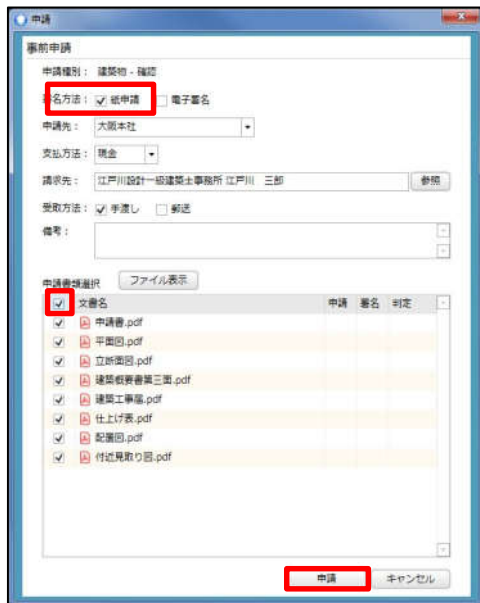 申請
事前申請
申請種別： 建築物 - 確認
署名方法： 紙申請 電子署名
申請先： 大阪本社
支払方法： 現金
請求先： 江戸川設計一級建築士事務所 江戸川 三郎 参照
受取方法： 手渡し 郵送
備考：
申請書類選択 ファイル表示
文書名 申請 署名 判定
申請書.pdf
平面図.pdf
立断面図.pdf
建築概要書第三面.pdf
建築工事届.pdf
仕上げ表.pdf
配置図.pdf
付近見取り図.pdf
申請 キャンセル